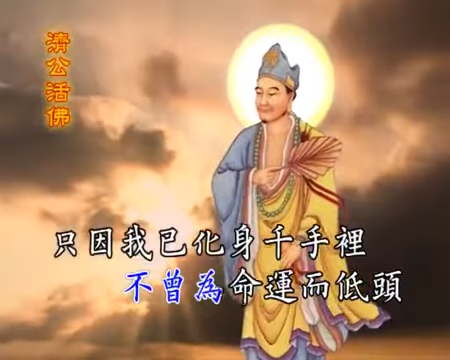 濟公活佛
只因我已化身千手裡
不曾為命運而低頭